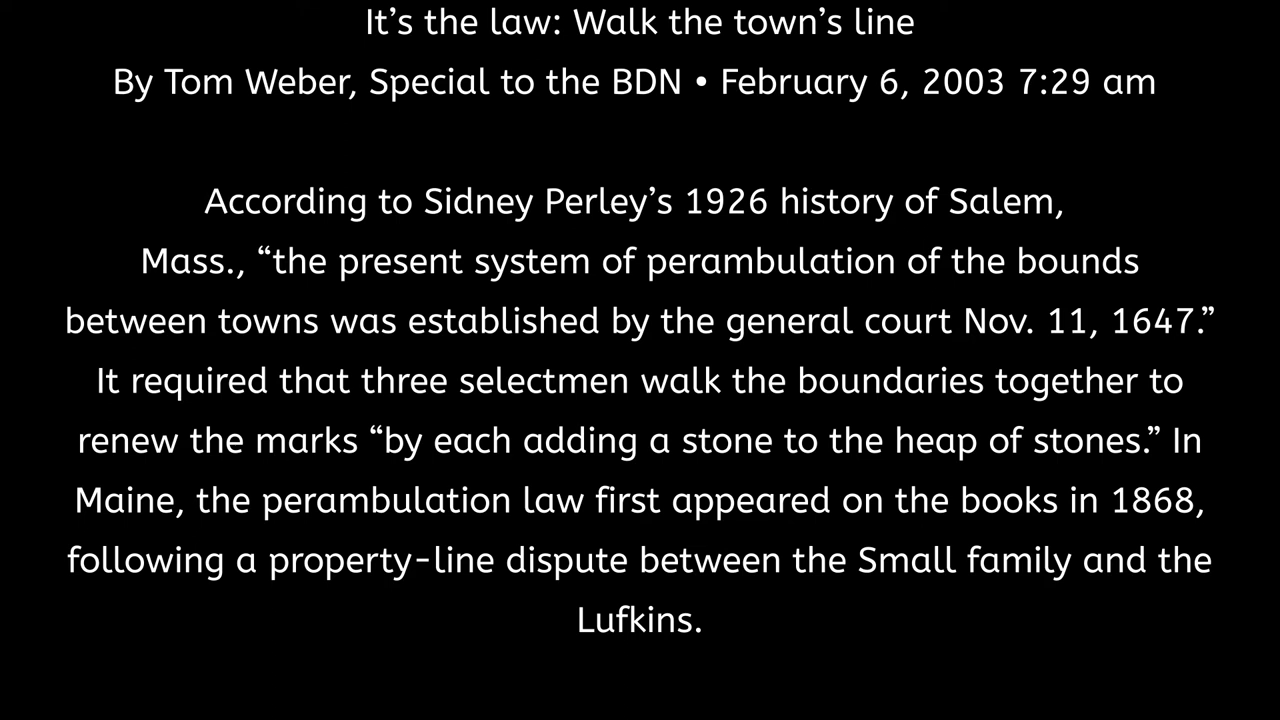 It’s the law: Walk the town’s line
By Tom Weber, Special to the BDN • February 6, 2003 7:29 am
According to Sidney Perley’s 1926 history of Salem,
Mass., “the present system of perambulation of the bounds
between towns was established by the general court Nov. 11, 1647.”
It required that three selectmen walk the boundaries together to
renew the marks “by each adding a stone to the heap of stones.” In
Maine, the perambulation law first appeared on the books in 1868,
following a property-line dispute between the Small family and the
Lufkins.